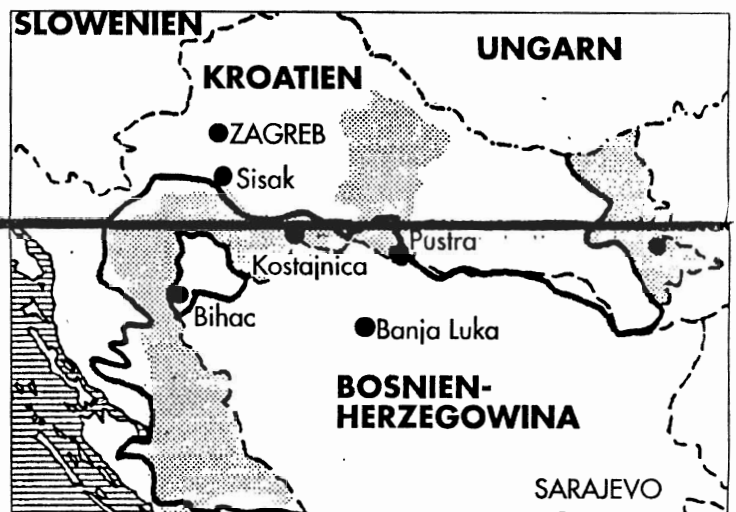 SLOWENIEN
UNGARN
KROATIEN
ZAGREB
Sisak
Pustra
Kostajnica
Bihac
Banja Luka
BOSNIEN-
HERZEGOWINA
SARAJEVO